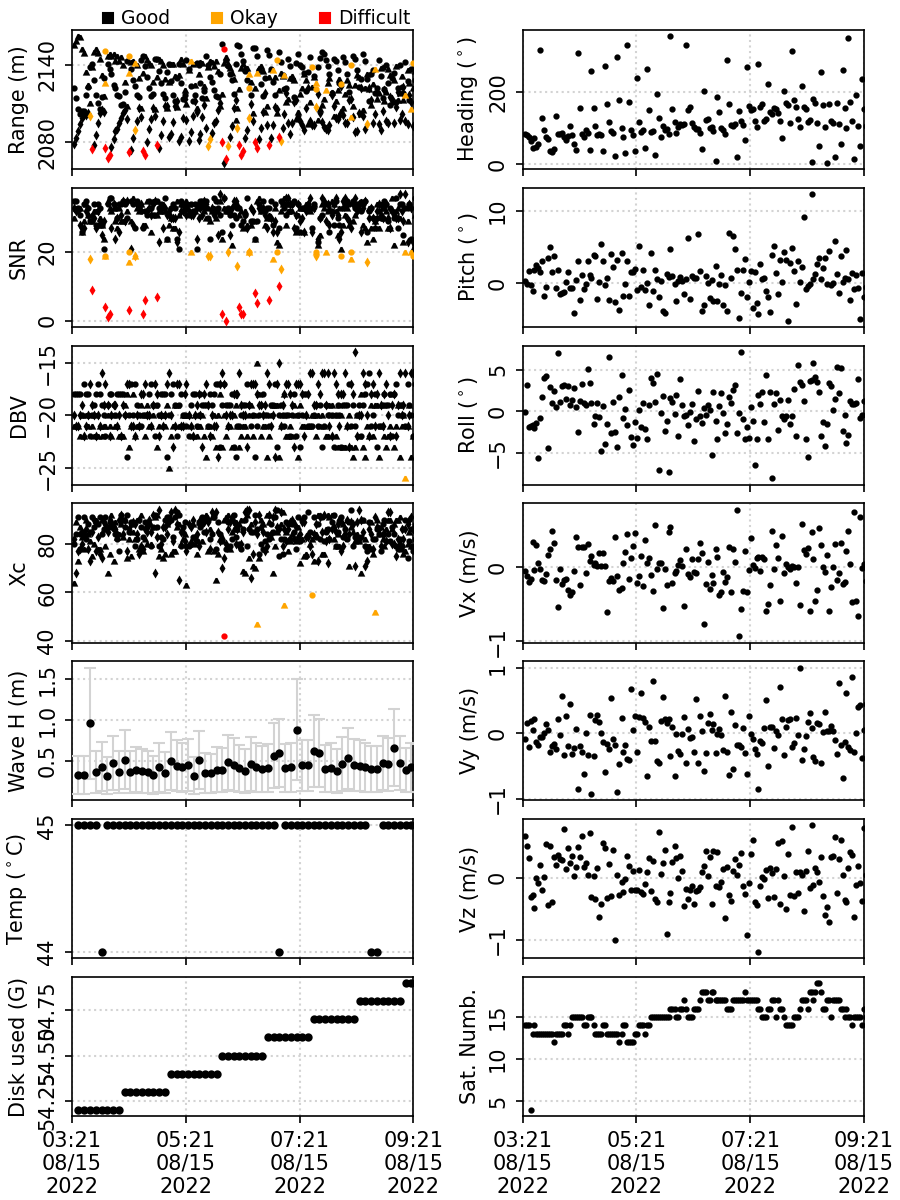 Good Okay Difficult
Range (m)
2140
2080
Heading (°)
200
0
SNR
20
0
Pitch (°)
10
0
DBV
−15
−20
−25
Roll (°)
5
0
−5
Xc
80
60
40
Vx (m/s)
0
−1
Wave H (m)
1.5
1.0
0.5
Vy (m/s)
1
0
−1
Temp (°C)
45
44
Vz (m/s)
0
−1
Disk used (G)
54.75
54.50
54.25
Sat. Numb.
15
10
5
03:21 05:21 07:21 09:21 03:21 05:21 07:21 09:21
08/15 08/15 08/15 08/15 08/15 08/15 08/15 08/15
2022 2022 2022 2022 2022 2022 2022 2022